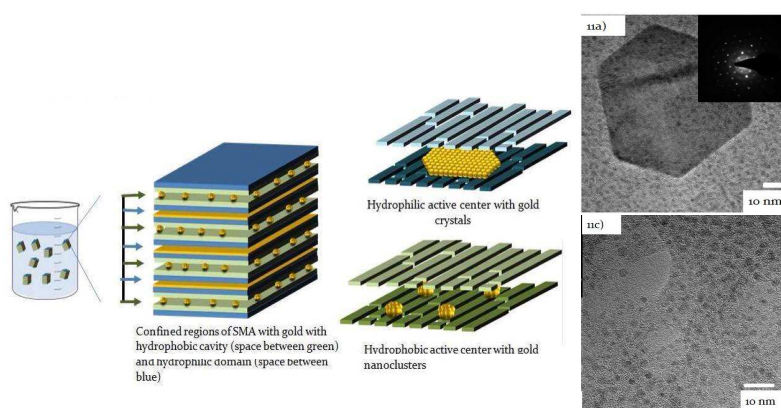 11a)
10 nm
Hydrophilic active center with gold
crystals
11c)
Confined regions of SMA with gold with
hydrophobic cavity (space between green)
and hydrophilic domain (space between
blue)
Hydrophobic active center with gold
nanoclusters
10 nm